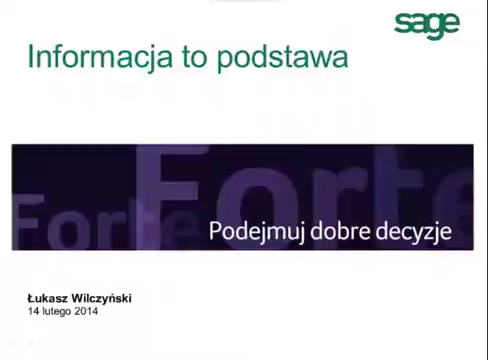 sage
Informacja to podstawa
Forte
Forte
Podejmuj dobre decyzje
Łukasz Wilczyński
14 lutego 2014